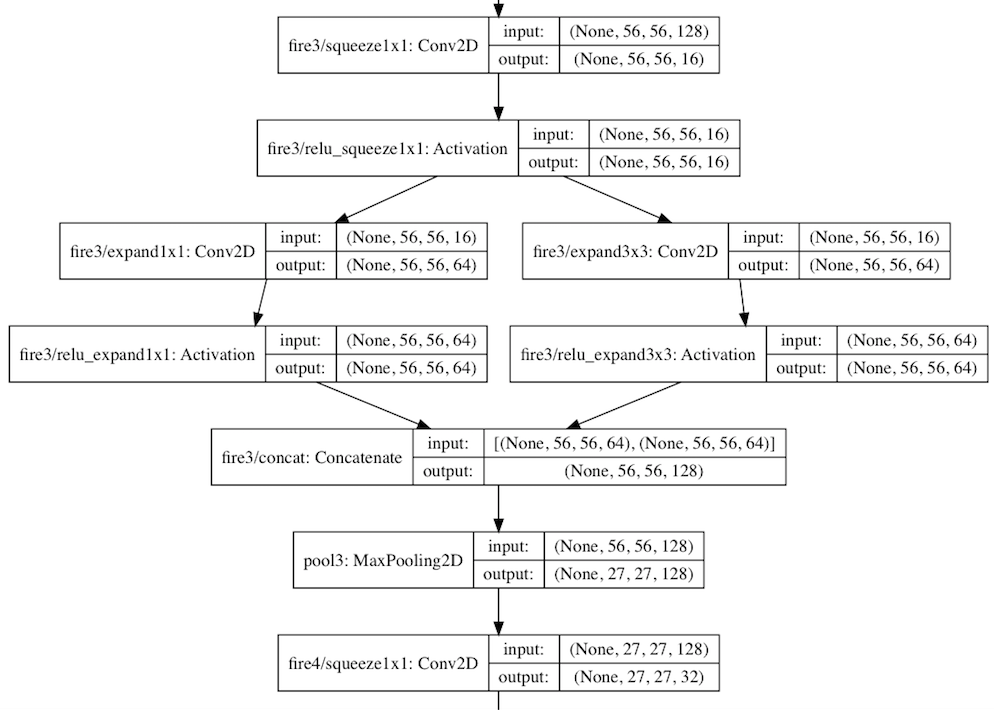 fire3/squeeze1x1: Conv2D
input: (None, 56, 56, 128)
output: (None, 56, 56, 16)
fire3/relu_squeeze1x1: Activation
input: (None, 56, 56, 16)
output: (None, 56, 56, 16)
fire3/expand1x1: Conv2D
input: (None, 56, 56, 16)
output: (None, 56, 56, 64)
fire3/expand3x3: Conv2D
input: (None, 56, 56, 16)
output: (None, 56, 56, 64)
fire3/relu_expand1x1: Activation
input: (None, 56, 56, 64)
output: (None, 56, 56, 64)
fire3/relu_expand3x3: Activation
input: (None, 56, 56, 64)
output: (None, 56, 56, 64)
fire3/concat: Concatenate
input: [(None, 56, 56, 64), (None, 56, 56, 64)]
output: (None, 56, 56, 128)
pool3: MaxPooling2D
input: (None, 56, 56, 128)
output: (None, 27, 27, 128)
fire4/squeeze1x1: Conv2D
input: (None, 27, 27, 128)
output: (None, 27, 27, 32)